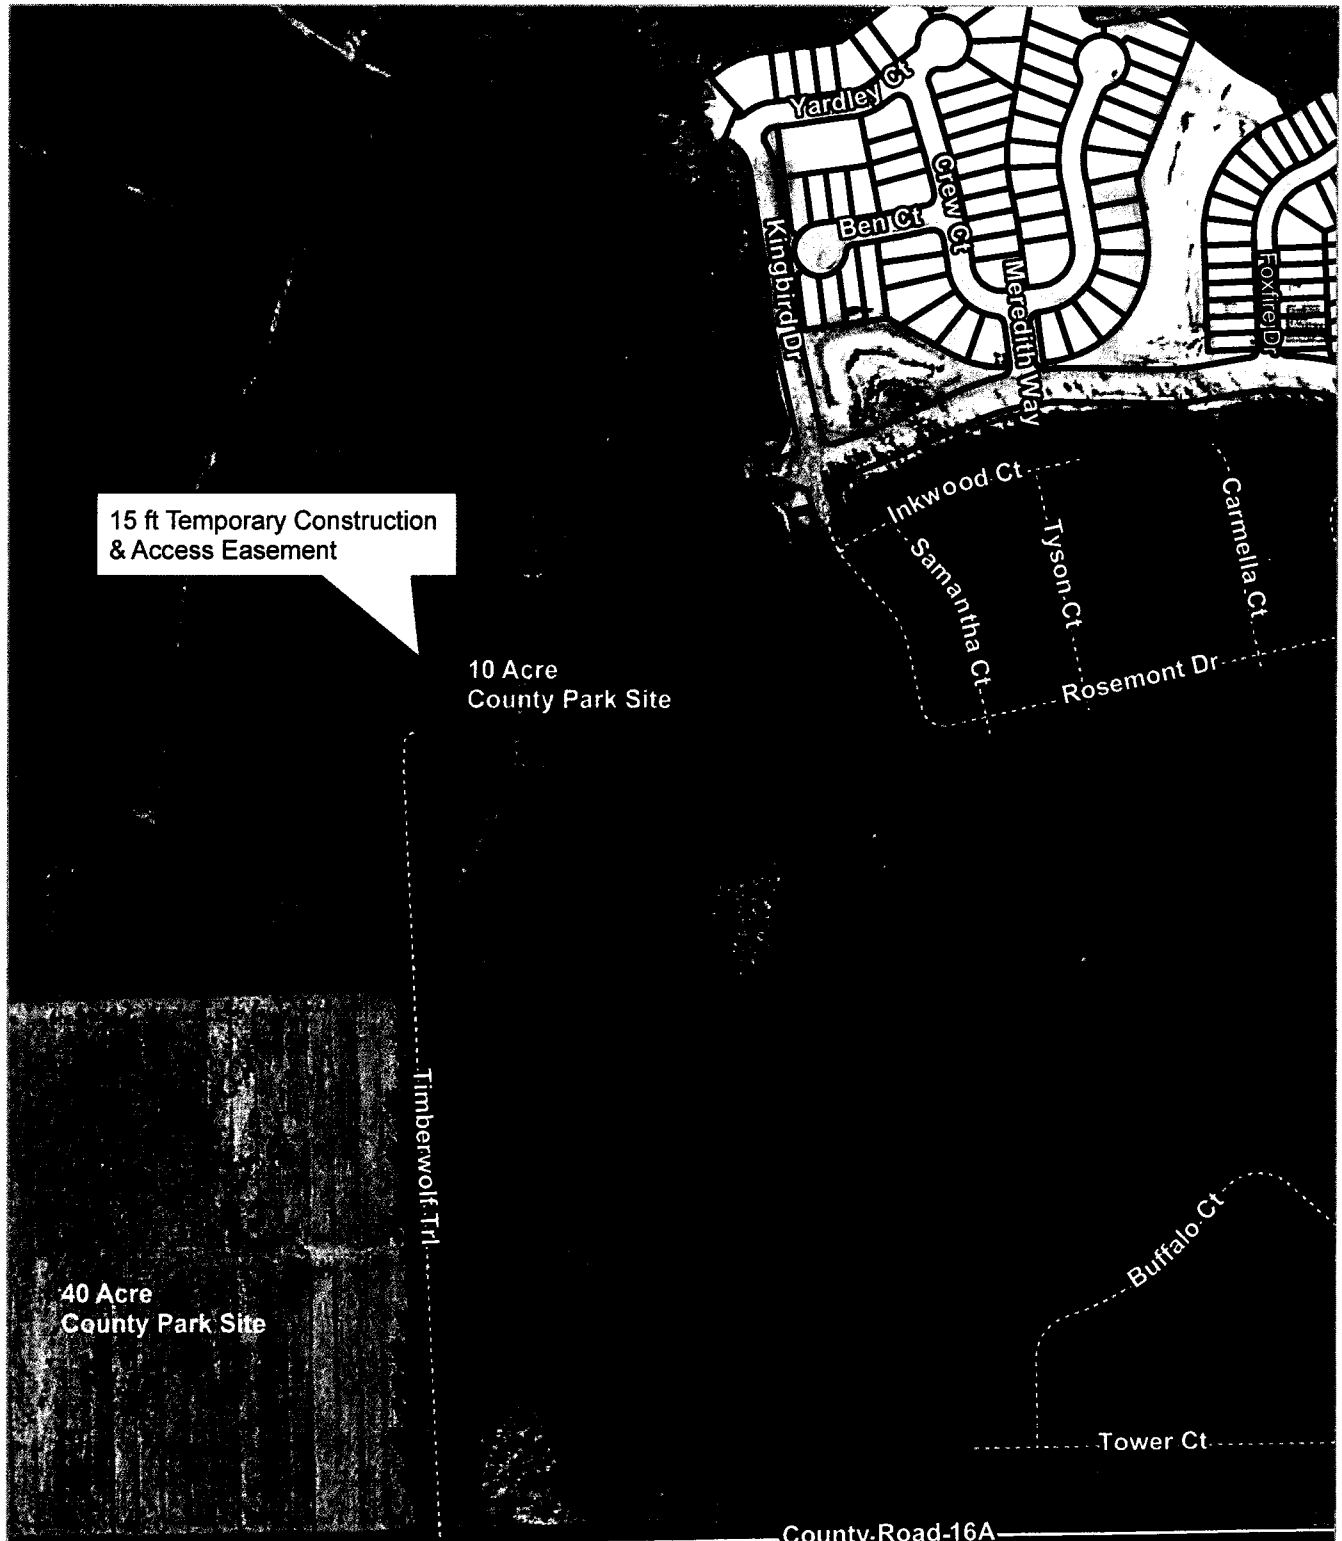 Yardley Ct
Crew Ct
Ben Ct
Kingbird Dr
Meredith Way
Foxfire Dr
Inkwood Ct
Carmella Ct
15 ft Temporary Construction
& Access Easement
Samantha Ct
Tyson Ct
10 Acre
County Park Site
Rosemont Dr
Timberwolf Trl
Buffalo Ct
40 Acre
County Park Site
Tower Ct
County Road 16A